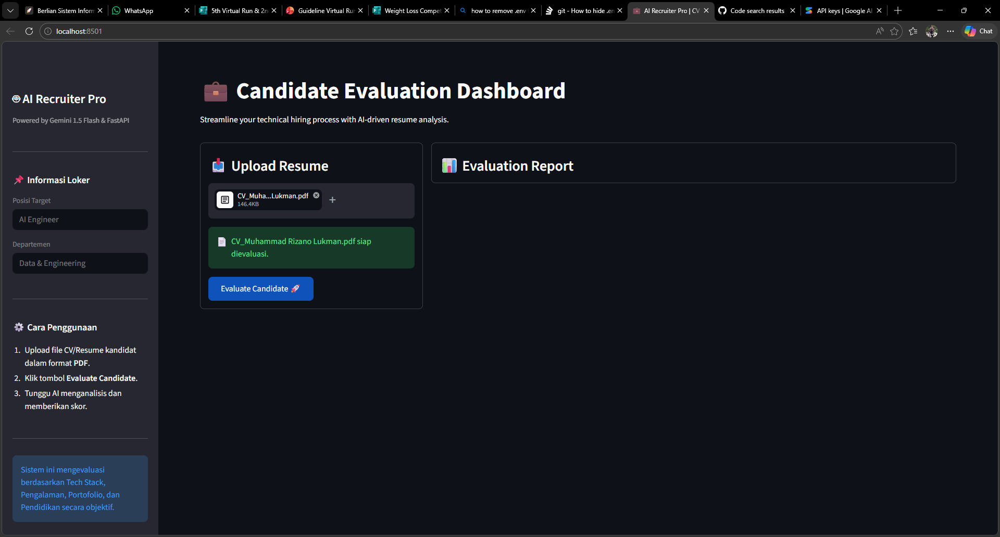 Berlian Sistem Inform
WhatsApp
5th Virtual Run & 2n
Guideline Virtual Run
Weight Loss Compet
how to remove .env
git - How to hide .en
AI Recruiter Pro | CV
Code search results
API keys | Google AI
localhost:8501
Chat
AI Recruiter Pro
Powered by Gemini 1.5 Flash & FastAPI
Informasi Loker
Posisi Target
AI Engineer
Departemen
Data & Engineering
Cara Penggunaan
1. Upload file CV/Resume kandidat
dalam format PDF.
2. Klik tombol Evaluate Candidate.
3. Tunggu AI menganalisis dan
memberikan skor.
Sistem ini mengevaluasi
berdasarkan Tech Stack,
Pengalaman, Portofolio, dan
Pendidikan secara objektif.
Candidate Evaluation Dashboard
Streamline your technical hiring process with AI-driven resume analysis.
Upload Resume
CV_Muha...Lukman.pdf
146.4KB
CV_Muhammad Rizano Lukman.pdf siap
dievaluasi.
Evaluate Candidate 🚀
Evaluation Report